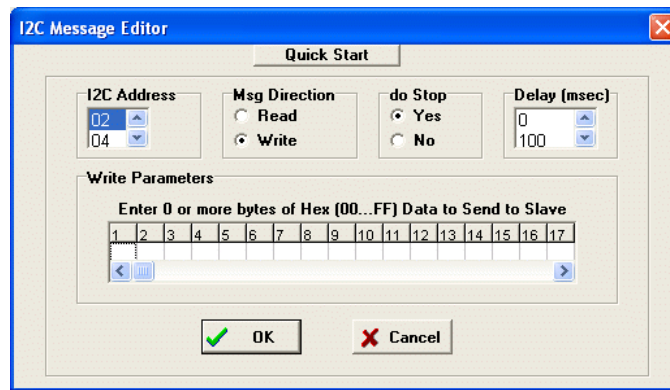 I2C Message Editor
Quick Start
I2C Address
02
04
Msg Direction
Read
Write
do Stop
Yes
No
Delay (msec)
0
100
Write Parameters
Enter 0 or more bytes of Hex (00...FF) Data to Send to Slave
1 2 3 4 5 6 7 8 9 10 11 12 13 14 15 16 17
OK
Cancel